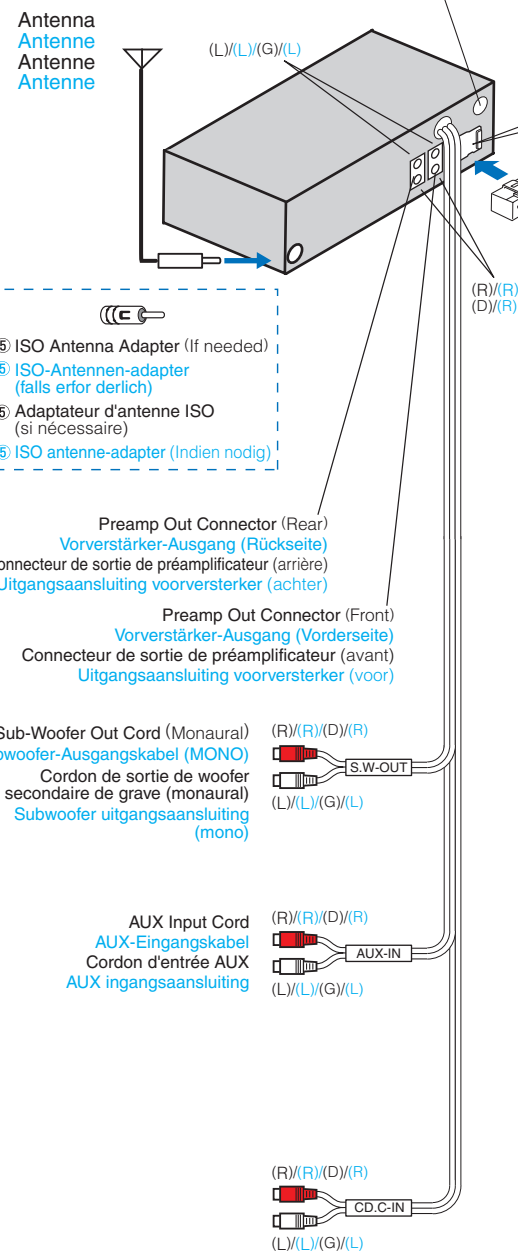 Antenna
Antenne
Antenne
Antenne
(L)/(L)/(G)/(L)
(R)/(R)
(D)/(R)
⑮ ISO Antenna Adapter (If needed)
⑮ ISO-Antennen-adapter
(falls erfor derlich)
⑮ Adaptateur d'antenne ISO
(si nécessaire)
⑮ ISO antenne-adapter (Indien nodig)
Preamp Out Connector (Rear)
Vorverstärker-Ausgang (Rückseite)
onnecteur de sortie de préamplificateur (arrière)
Uitgangsaansluiting voorversterker (achter)
Preamp Out Connector (Front)
Vorverstärker-Ausgang (Vorderseite)
Connecteur de sortie de préamplificateur (avant)
Uitgangsaansluiting voorversterker (voor)
Sub-Woofer Out Cord (Monaural)
bwoofer-Ausgangskabel (MONO)
Cordon de sortie de woofer
secondaire de grave (monaural)
Subwoofer uitgangsaansluiting
(mono)
(R)/(R)/(D)/(R)
S.W-OUT
(L)/(L)/(G)/(L)
AUX Input Cord
AUX-Eingangskabel
Cordon d'entrée AUX
AUX ingangsaansluiting
(R)/(R)/(D)/(R)
AUX-IN
(L)/(L)/(G)/(L)
(R)/(R)/(D)/(R)
CD.C-IN
(L)/(L)/(G)/(L)